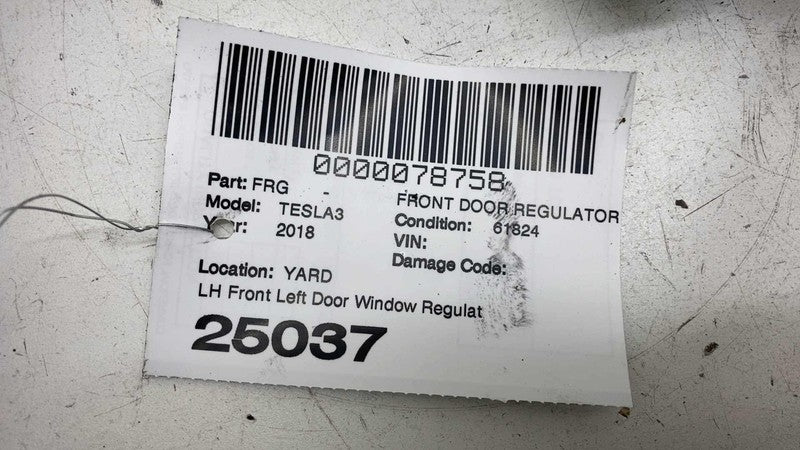 0000078758
Part: FRG - FRONT DOOR REGULATOR
Model: TESLA3 Condition: 61824
Year: 2018 VIN:
Damage Code:
Location: YARD
LH Front Left Door Window Regulat
25037